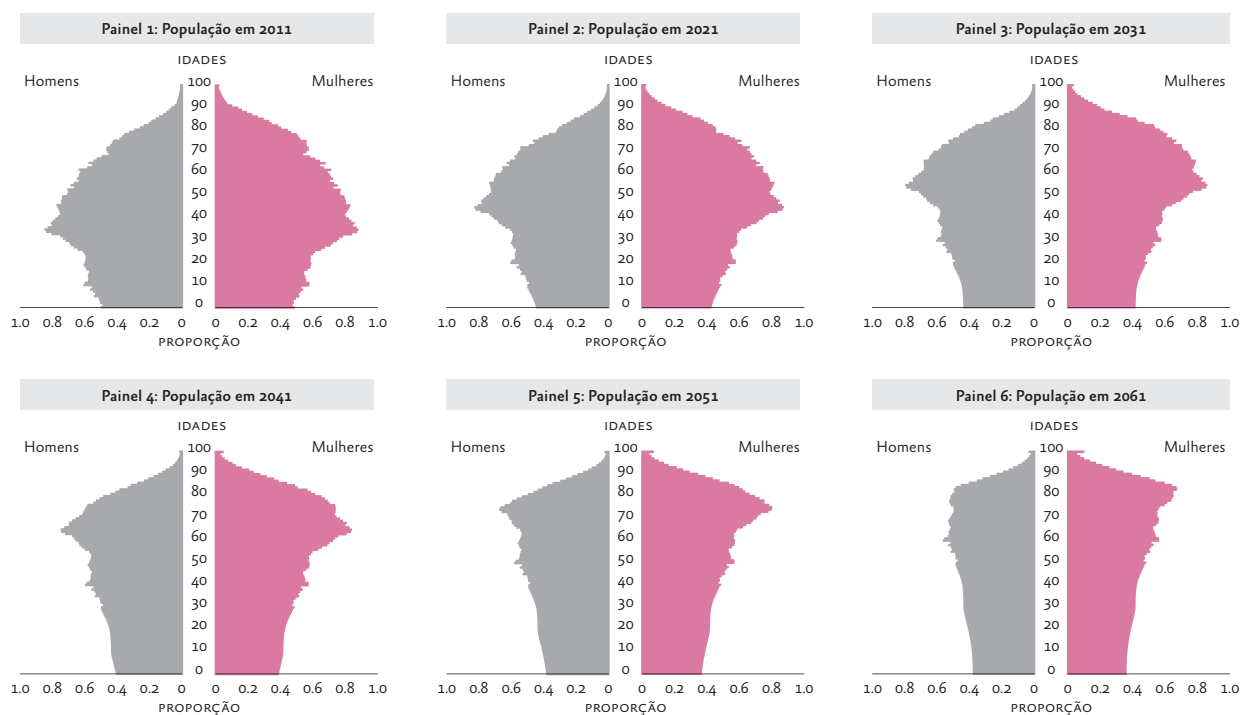 Painel 1: População em 2011
IDADES
Homens
Mulheres
100
90
80
70
60
50
40
30
20
10
0
1.0 0.8 0.6 0.4 0.2 0
0 0.2 0.4 0.6 0.8 1.0
PROPORÇÃO
Painel 2: População em 2021
IDADES
Homens
Mulheres
100
90
80
70
60
50
40
30
20
10
0
1.0 0.8 0.6 0.4 0.2 0
0 0.2 0.4 0.6 0.8 1.0
PROPORÇÃO
Painel 3: População em 2031
IDADES
Homens
Mulheres
100
90
80
70
60
50
40
30
20
10
0
1.0 0.8 0.6 0.4 0.2 0
0 0.2 0.4 0.6 0.8 1.0
PROPORÇÃO
Painel 4: População em 2041
IDADES
Homens
Mulheres
100
90
80
70
60
50
40
30
20
10
0
1.0 0.8 0.6 0.4 0.2 0
0 0.2 0.4 0.6 0.8 1.0
PROPORÇÃO
Painel 5: População em 2051
IDADES
Homens
Mulheres
100
90
80
70
60
50
40
30
20
10
0
1.0 0.8 0.6 0.4 0.2 0
0 0.2 0.4 0.6 0.8 1.0
PROPORÇÃO
Painel 6: População em 2061
IDADES
Homens
Mulheres
100
90
80
70
60
50
40
30
20
10
0
1.0 0.8 0.6 0.4 0.2 0
0 0.2 0.4 0.6 0.8 1.0
PROPORÇÃO